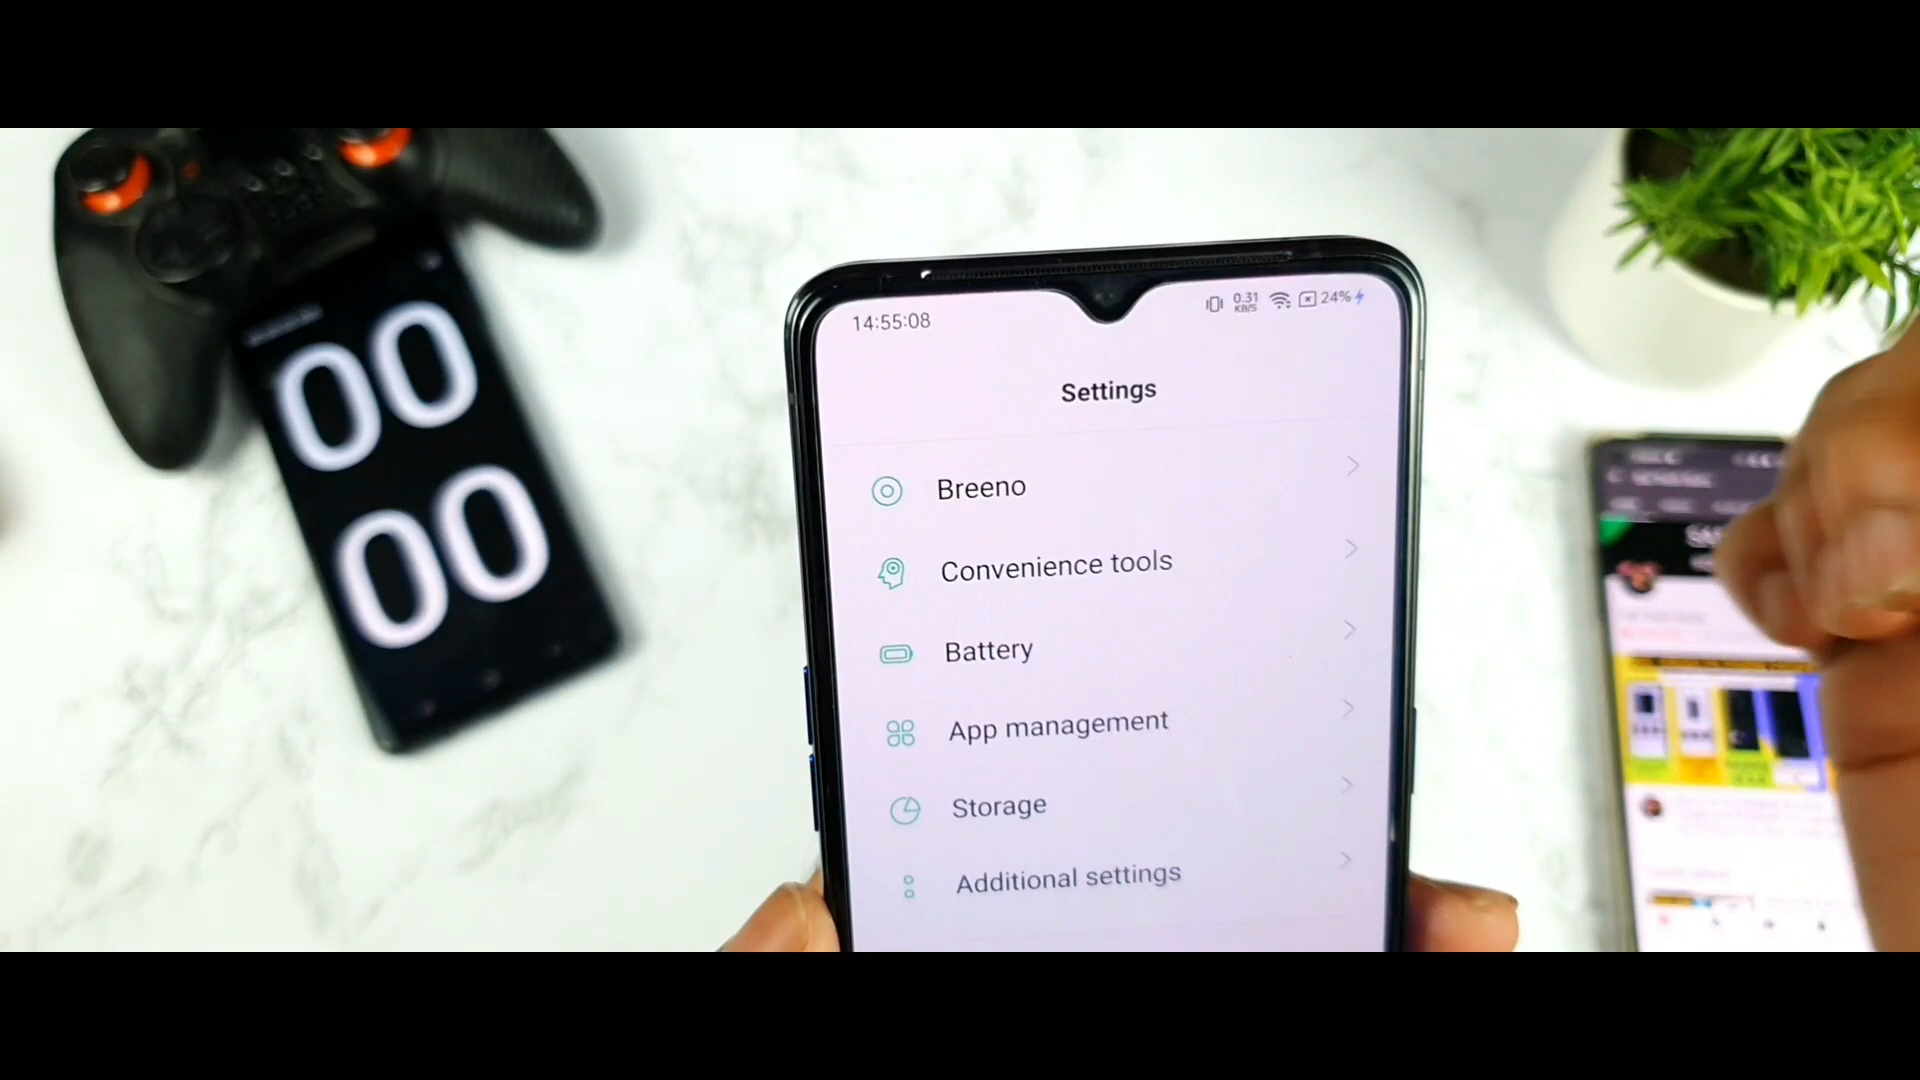 00
00
14:55:08
0.31
KB/S
24%
Settings
Breeno
Convenience tools
Battery
App management
Storage
Additional settings